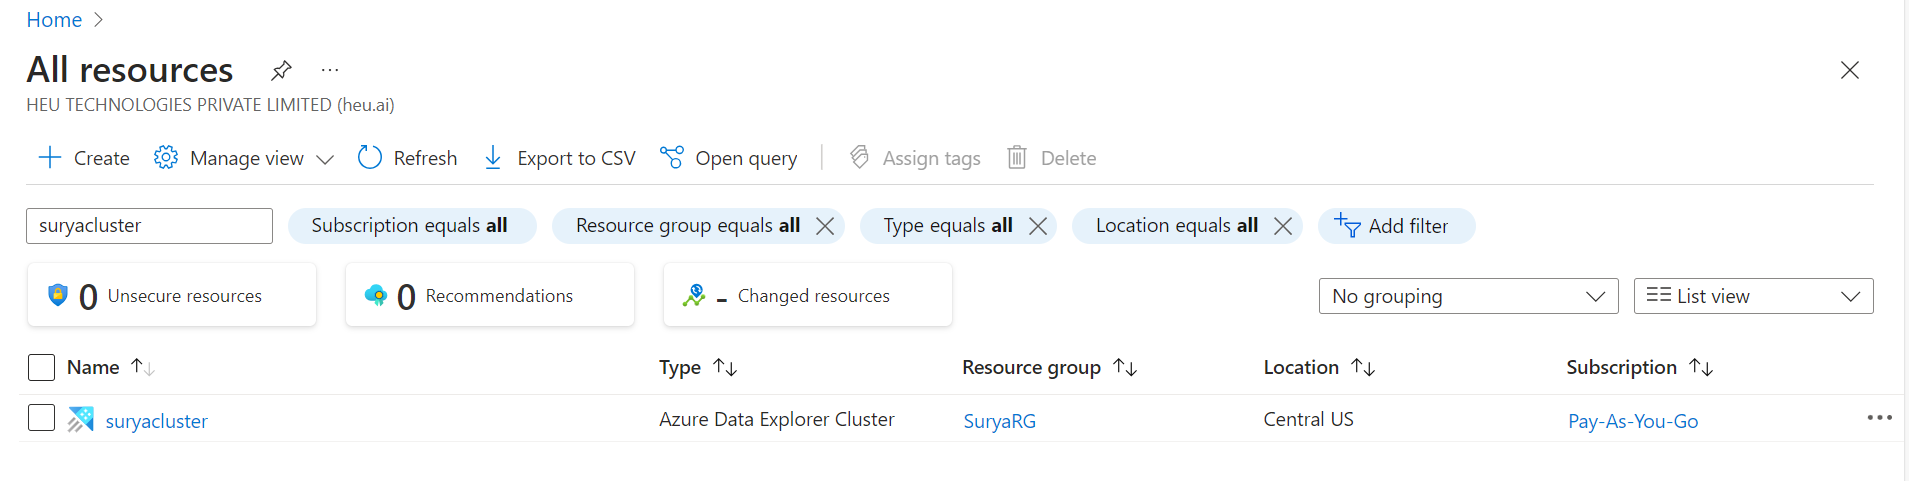 Home
All resources
HEU TECHNOLOGIES PRIVATE LIMITED (heu.ai)
Create Manage view Refresh Export to CSV Open query Assign tags Delete
suryacluster Subscription equals all Resource group equals all Type equals all Location equals all Add filter
0 Unsecure resources 0 Recommendations - Changed resources No grouping List view
Name Type Resource group Location Subscription
suryacluster Azure Data Explorer Cluster SuryaRG Central US Pay-As-You-Go